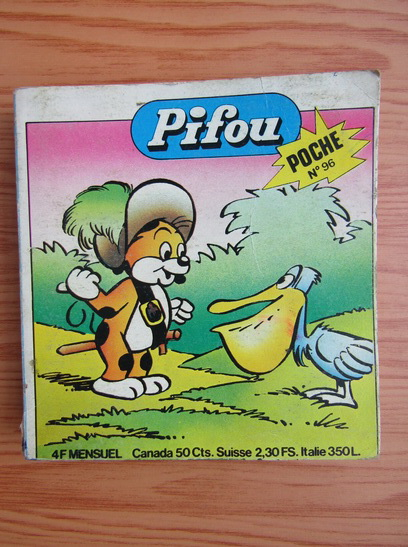 Pifou
POCHE
N° 96
4F MENSUEL Canada 50 Cts. Suisse 2,30 FS. Italie 350 L.